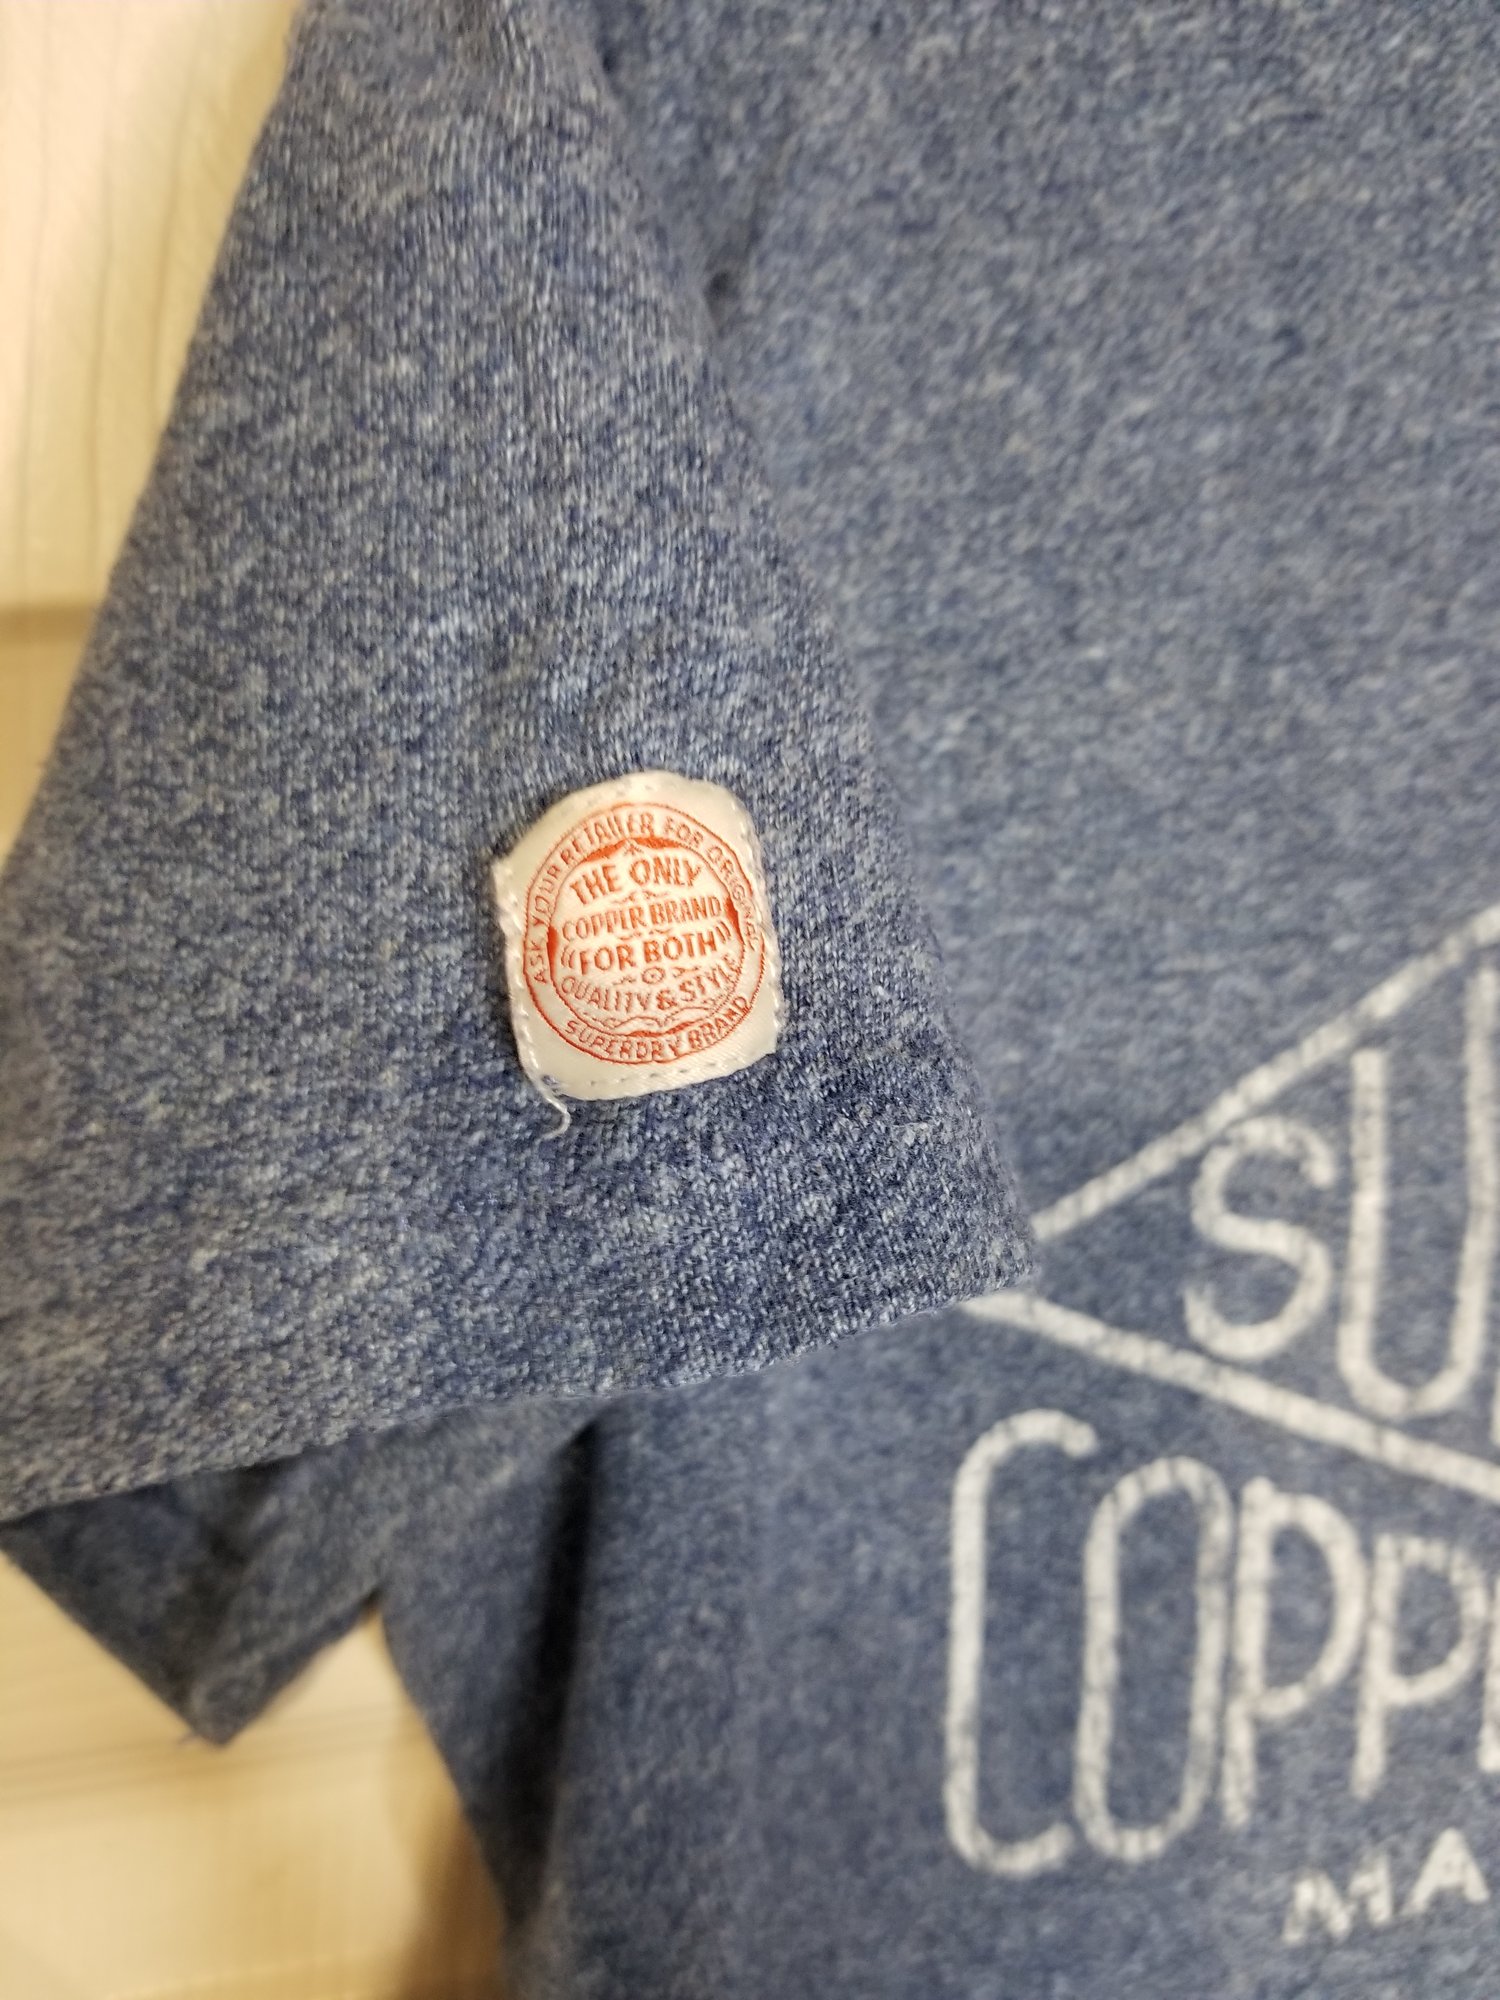 ASK YOUR RETAILER FOR ORIGINAL
THE ONLY
COPPER BRAND
"FOR BOTH"
QUALITY & STYLE
SUPERDRY BRAND
SU
COPP
MA